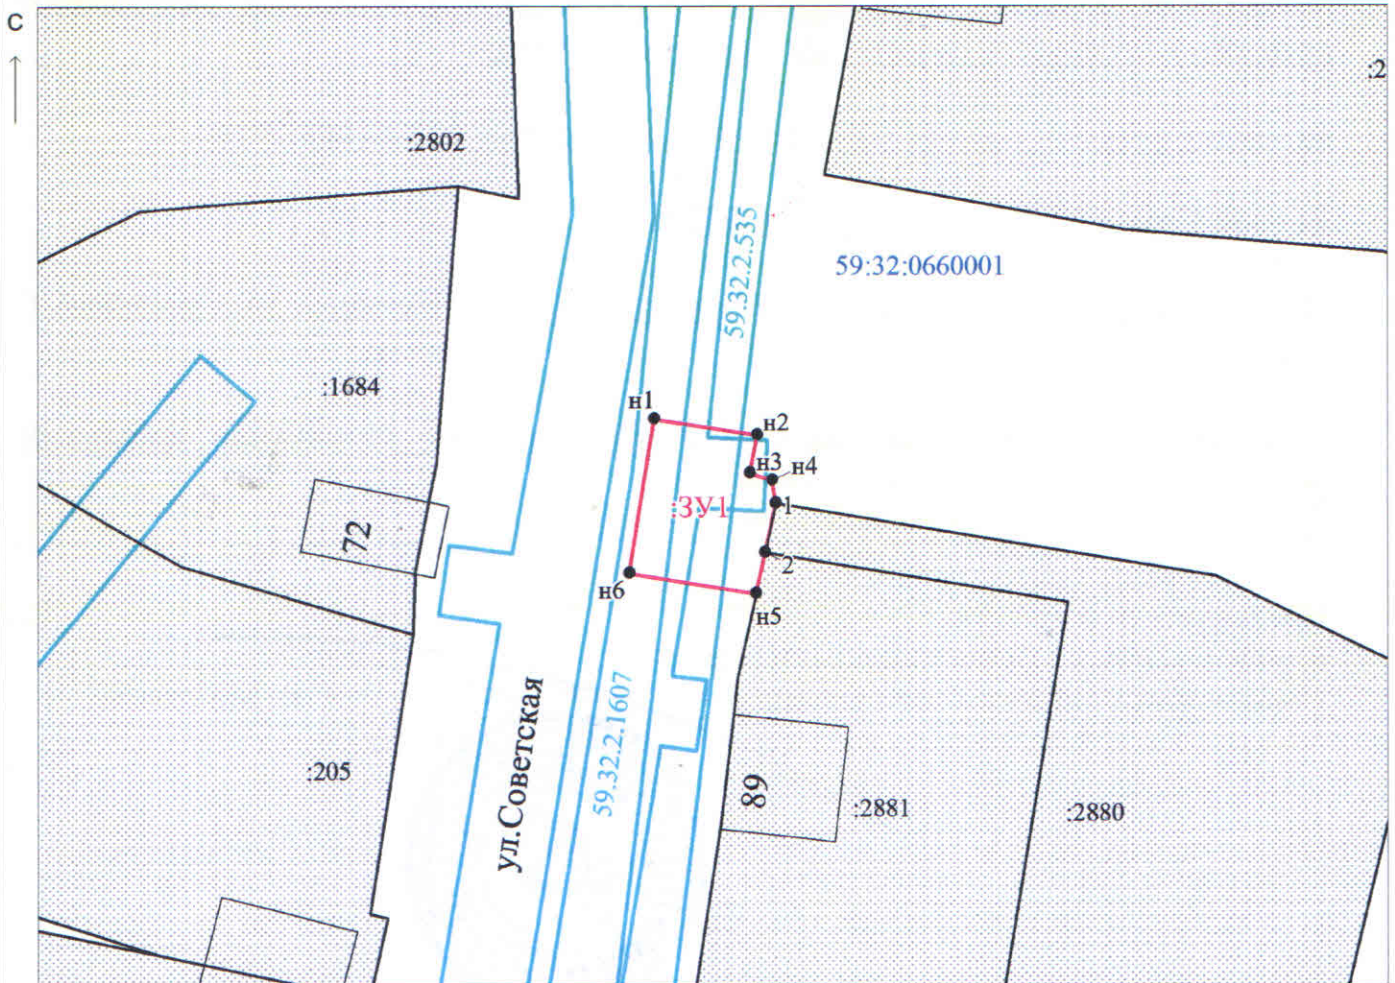 С
:2
:2802
59.32.2.535
59:32:0660001
:1684
н1
н2
н3
н4
:ЗУ1
1
72
2
н6
н5
ул.Советская
59.32.2.1607
:205
89
:2881
:2880